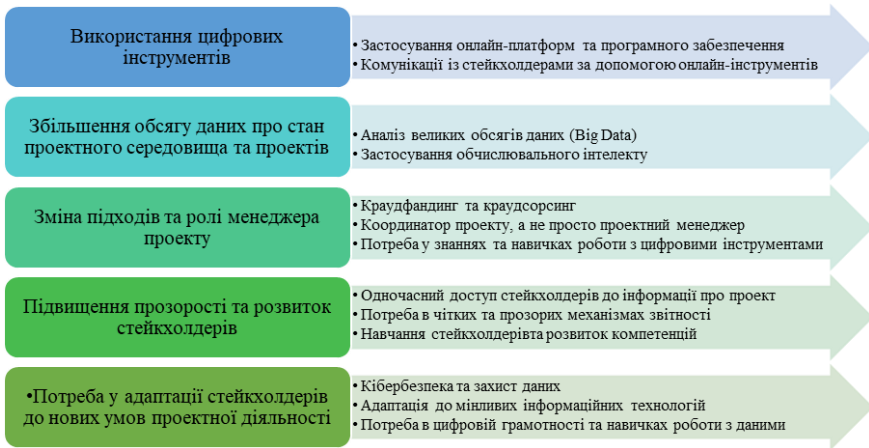 Використання цифрових
інструментів
• Застосування онлайн-платформ та програмного забезпечення
• Комунікації із стейкхолдерами за допомогою онлайн-інструментів
Збільшення обсягу даних про стан
проектного середовища та проектів
• Аналіз великих обсягів даних (Big Data)
• Застосування обчислювального інтелекту
Зміна підходів та ролі менеджера
проекту
• Краудфандинг та краудсорсинг
• Координатор проекту, а не просто проектний менеджер
• Потреба у знаннях та навичках роботи з цифровими інструментами
Підвищення прозорості та розвиток
стейкхолдерів
• Одночасний доступ стейкхолдерів до інформації про проект
• Потреба в чітких та прозорих механізмах звітності
• Навчання стейкхолдерівта розвиток компетенцій
•Потреба у адаптації стейкхолдерів
до нових умов проектної діяльності
• Кібербезпека та захист даних
• Адаптація до мінливих інформаційних технологій
• Потреба в цифровій грамотності та навичках роботи з даними